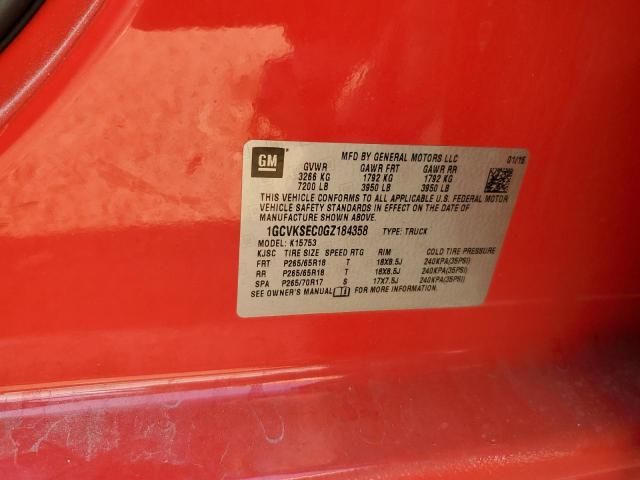 GM MFD BY GENERAL MOTORS LLC 01/16
GVWR GAWR FRT GAWR RR
3266 KG 1792 KG 1792 KG
7200 LB 3950 LB 3950 LB
THIS VEHICLE CONFORMS TO ALL APPLICABLE U.S. FEDERAL MOTOR
VEHICLE SAFETY STANDARDS IN EFFECT ON THE DATE OF
MANUFACTURE SHOWN ABOVE.
1GCVKSEC0GZ184358 TYPE: TRUCK
MODEL: K15753
KJSC TIRE SIZE SPEED RTG RIM COLD TIRE PRESSURE
FRT P265/65R18 T 18X8.5J 240KPA(35PSI)
RR P265/65R18 T 18X8.5J 240KPA(35PSI)
SPA P265/70R17 S 17X7.5J 240KPA(35PSI)
SEE OWNER'S MANUAL FOR MORE INFORMATION.